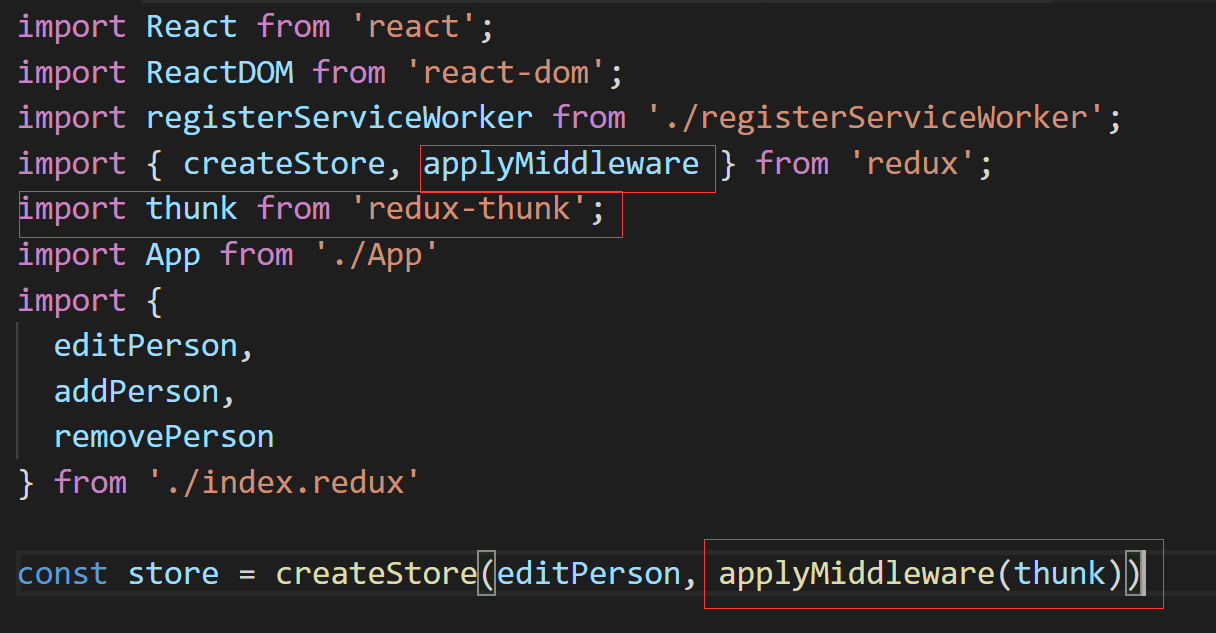 import React from 'react';
import ReactDOM from 'react-dom';
import registerServiceWorker from './registerServiceWorker';
import { createStore, applyMiddleware } from 'redux';
import thunk from 'redux-thunk';
import App from './App'
import {
  editPerson,
  addPerson,
  removePerson
} from './index.redux'

const store = createStore(editPerson, applyMiddleware(thunk))